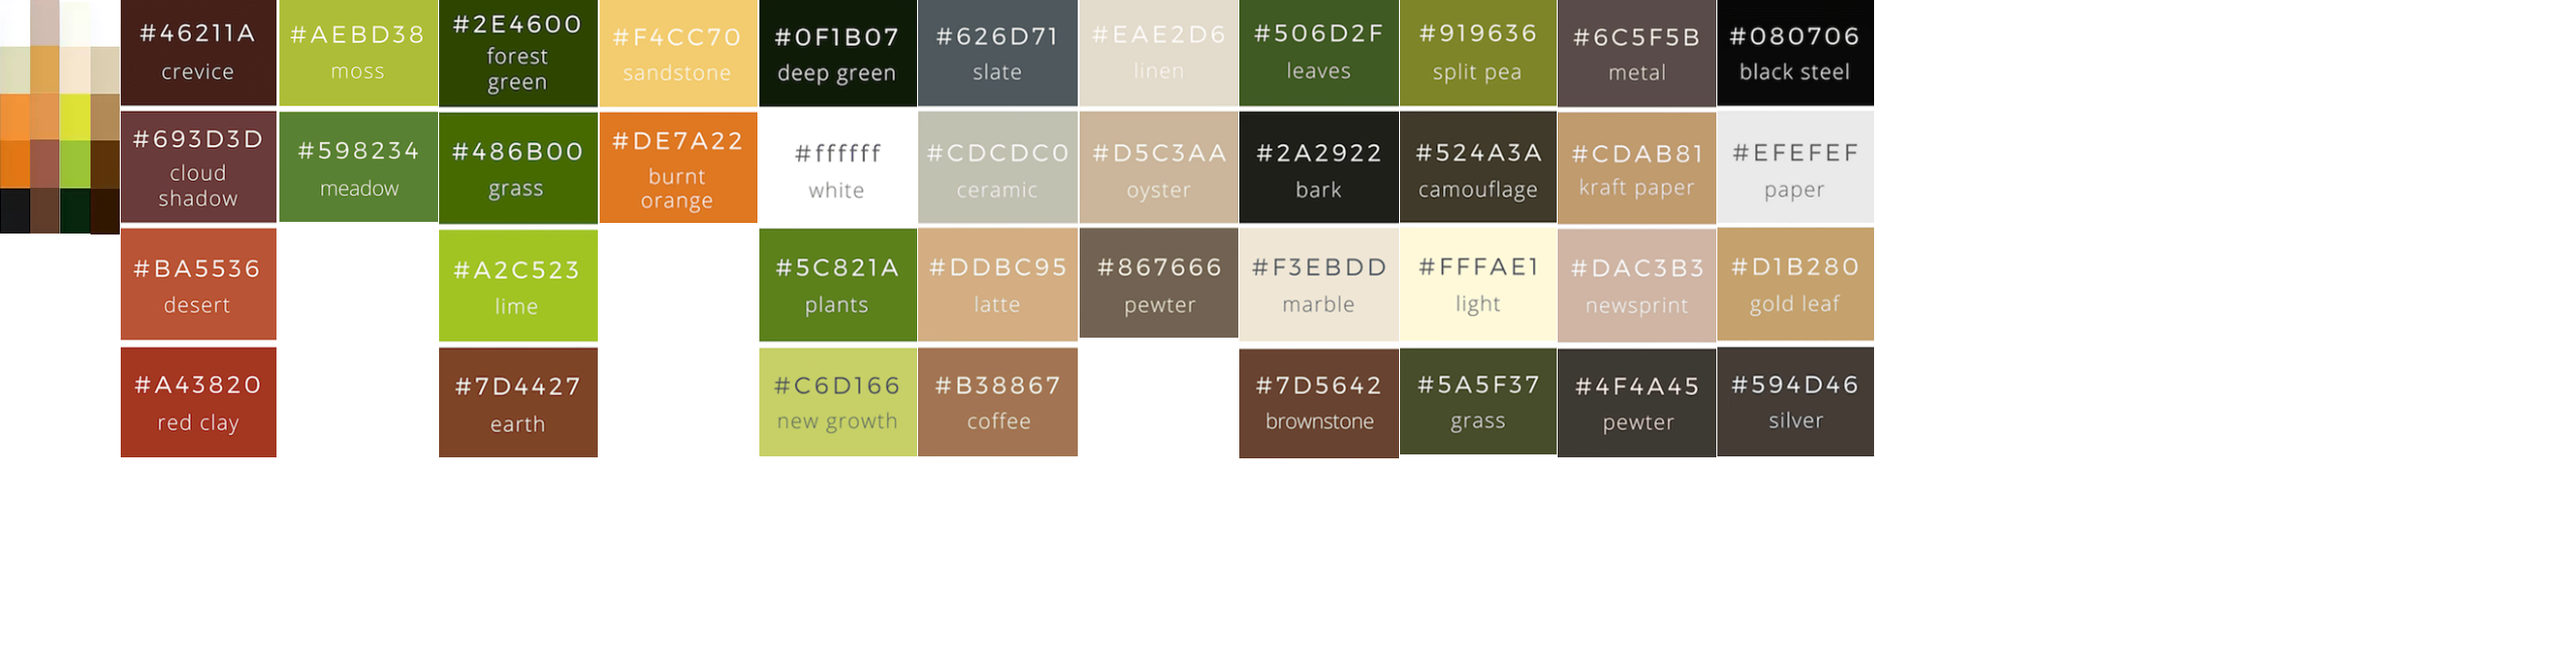 #46211A
crevice
#AEBD38
moss
#2E4600
forest
green
#F4CC70
sandstone
#0F1B07
deep green
#626D71
slate
#EAE2D6
linen
#506D2F
leaves
#919636
split pea
#6C5F5B
metal
#080706
black steel
#693D3D
cloud
shadow
#598234
meadow
#486B00
grass
#DE7A22
burnt
orange
#ffffff
white
#CDCDC0
ceramic
#D5C3AA
oyster
#2A2922
bark
#524A3A
camouflage
#CDAB81
kraft paper
#EFEFEF
paper
#BA5536
desert
#A2C523
lime
#5C821A
plants
#DDBC95
latte
#867666
pewter
#F3EBDD
marble
#FFFAE1
light
#DAC3B3
newsprint
#D1B280
gold leaf
#A43820
red clay
#7D4427
earth
#C6D166
new growth
#B38867
coffee
#7D5642
brownstone
#5A5F37
grass
#4F4A45
pewter
#594D46
silver